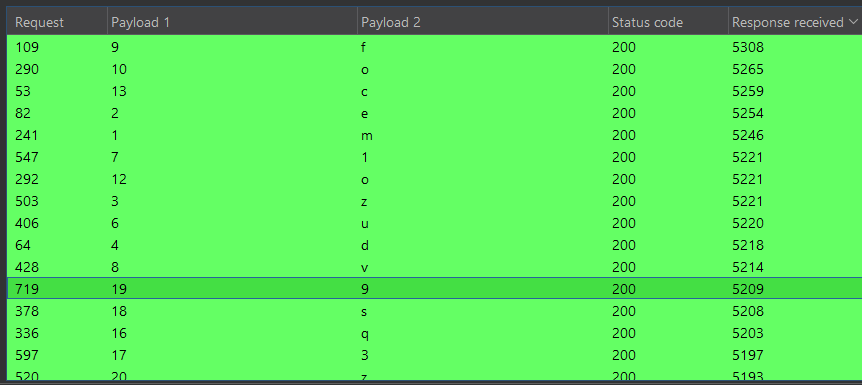 Request Payload 1 Payload 2 Status code Response received
109 9 f 200 5308
290 10 o 200 5265
53 13 c 200 5259
82 2 e 200 5254
241 1 m 200 5246
547 7 1 200 5221
292 12 o 200 5221
503 3 z 200 5221
406 6 u 200 5220
64 4 d 200 5218
428 8 v 200 5214
719 19 9 200 5209
378 18 s 200 5208
336 16 q 200 5203
597 17 3 200 5197
520 20 z 200 5193